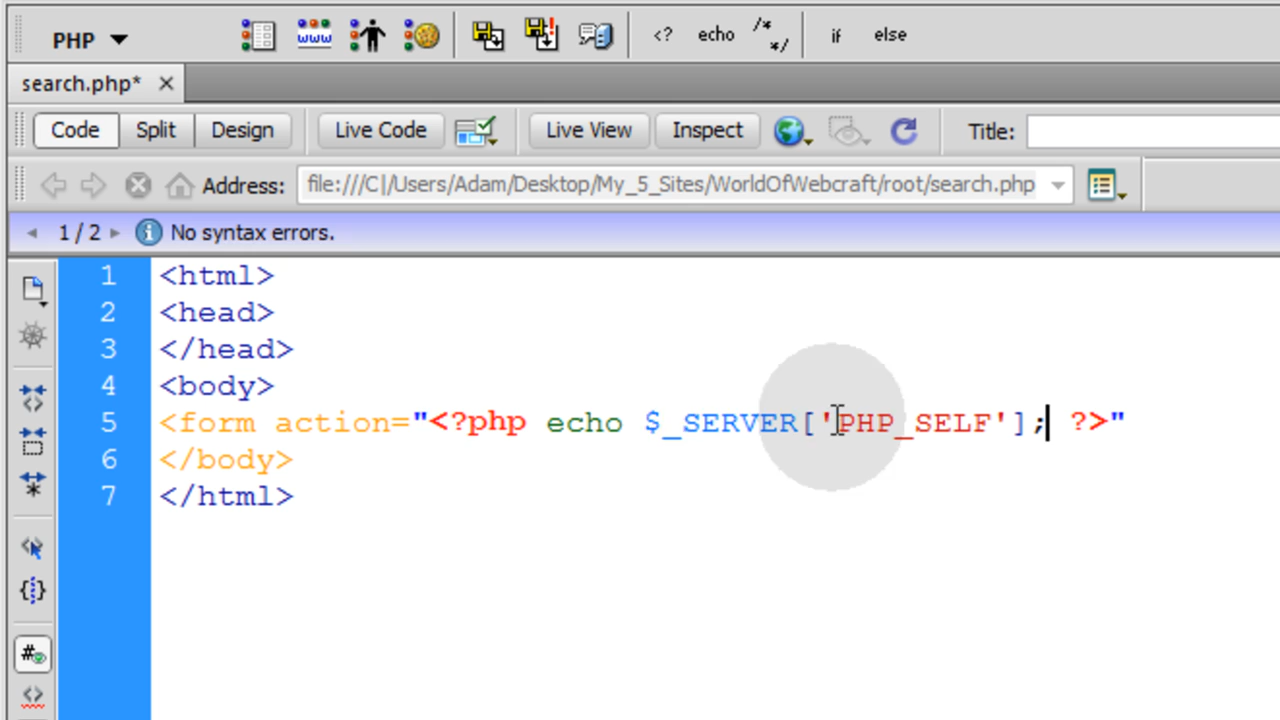 PHP www <? echo /* */ if else
search.php* ×
Code Split Design Live Code Live View Inspect Title:
Address: file:///C|/Users/Adam/Desktop/My_5_Sites/WorldOfWebcraft/root/search.php
1 / 2 No syntax errors.
1 <html>
2 <head>
3 </head>
4 <body>
5 <form action="<?php echo $_SERVER['PHP_SELF']; ?>"
6 </body>
7 </html>